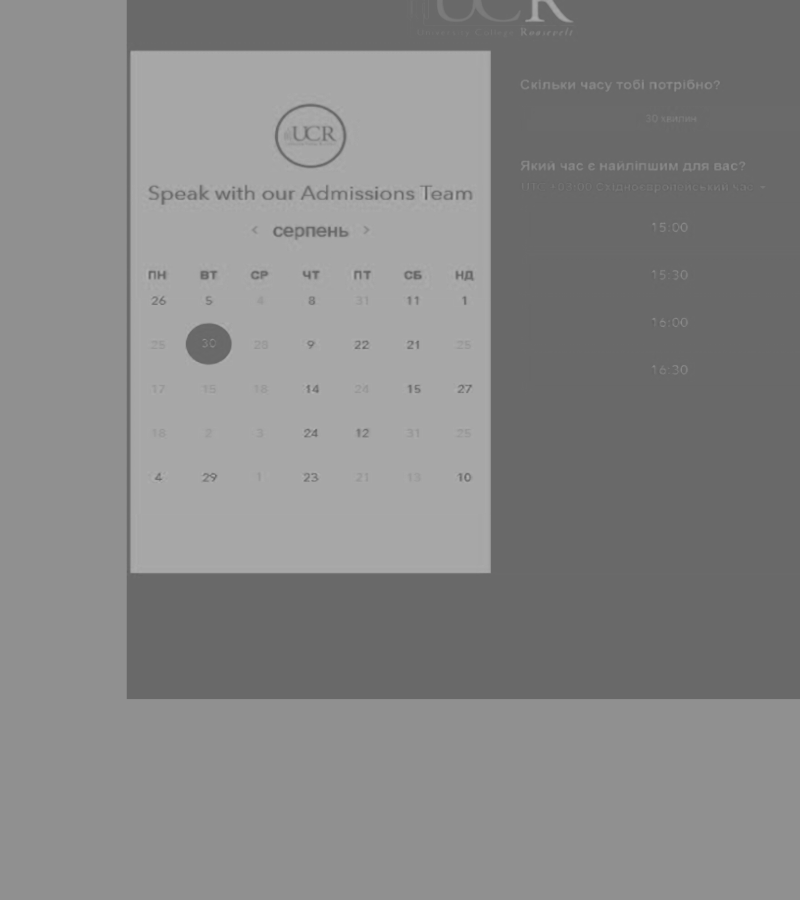 UCR
University College Roosevelt
UCR
Speak with our Admissions Team
‹ серпень ›
ПН ВТ СР ЧТ ПТ СБ НД
26 5 4 8 31 11 1
25 30 28 9 22 21 25
17 15 18 14 24 15 27
18 2 3 24 12 31 25
4 29 1 23 21 13 10
Скільки часу тобі потрібно?
30 хвилин
Який час є найліпшим для вас?
UTC +03:00 Східноєвропейський час
15:00
15:30
16:00
16:30